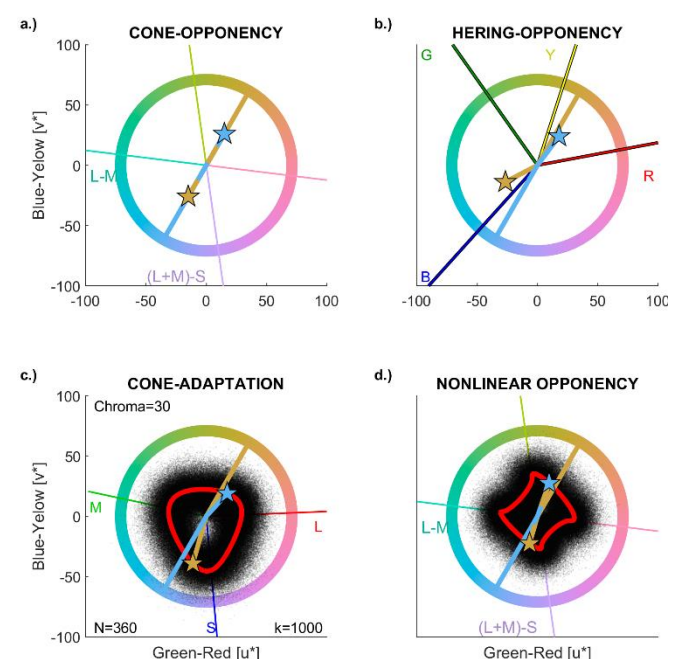 a.)
CONE-OPPONENCY
100
50
0
-50
-100
Blue-Yelow [v*]
L-M
(L+M)-S
-100
-50
0
50
100
b.)
HERING-OPPONENCY
G
Y
R
B
-100
-50
0
50
100
c.)
CONE-ADAPTATION
100
50
0
-50
-100
Blue-Yelow [v*]
Chroma=30
M
L
S
N=360
k=1000
Green-Red [u*]
d.)
NONLINEAR OPPONENCY
L-M
(L+M)-S
Green-Red [u*]